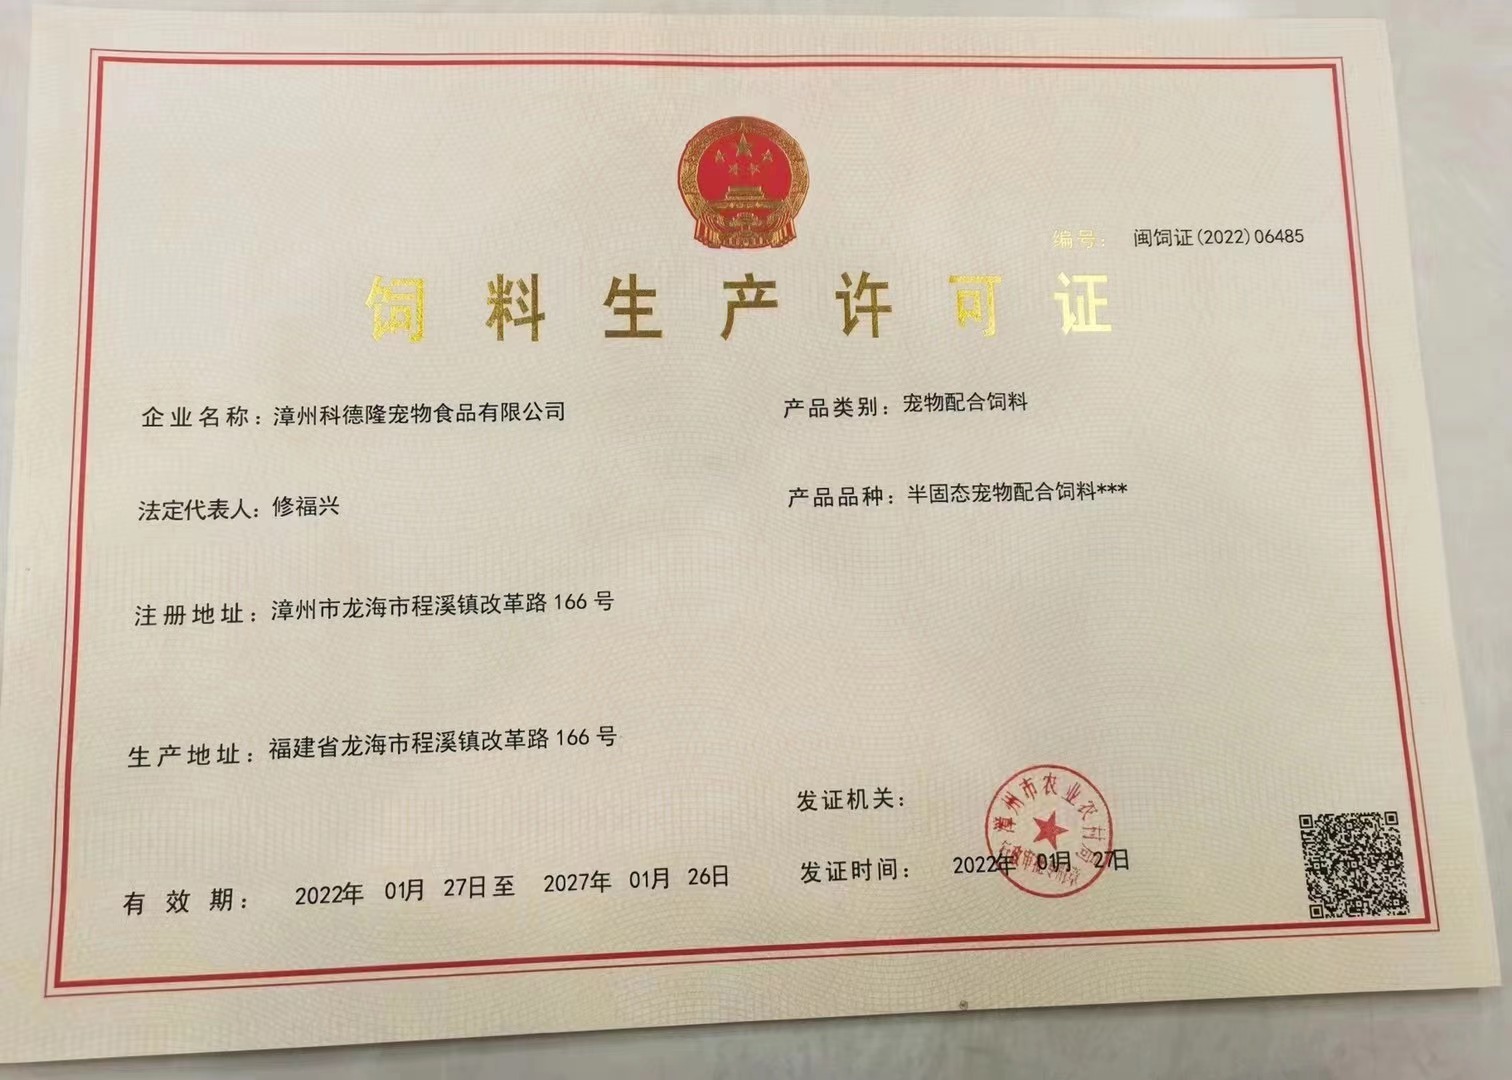 编号：闽饲证(2022)06485
饲料生产许可证
企业名称：漳州科德隆宠物食品有限公司
产品类别：宠物配合饲料
法定代表人：修福兴
产品品种：半固态宠物配合饲料***
注册地址：漳州市龙海市程溪镇改革路166号
生产地址：福建省龙海市程溪镇改革路166号
发证机关：
漳州市农业农村局
行政审批专用章
发证时间：2022年 01月 27日
有效期：2022年 01月 27日至 2027年 01月 26日